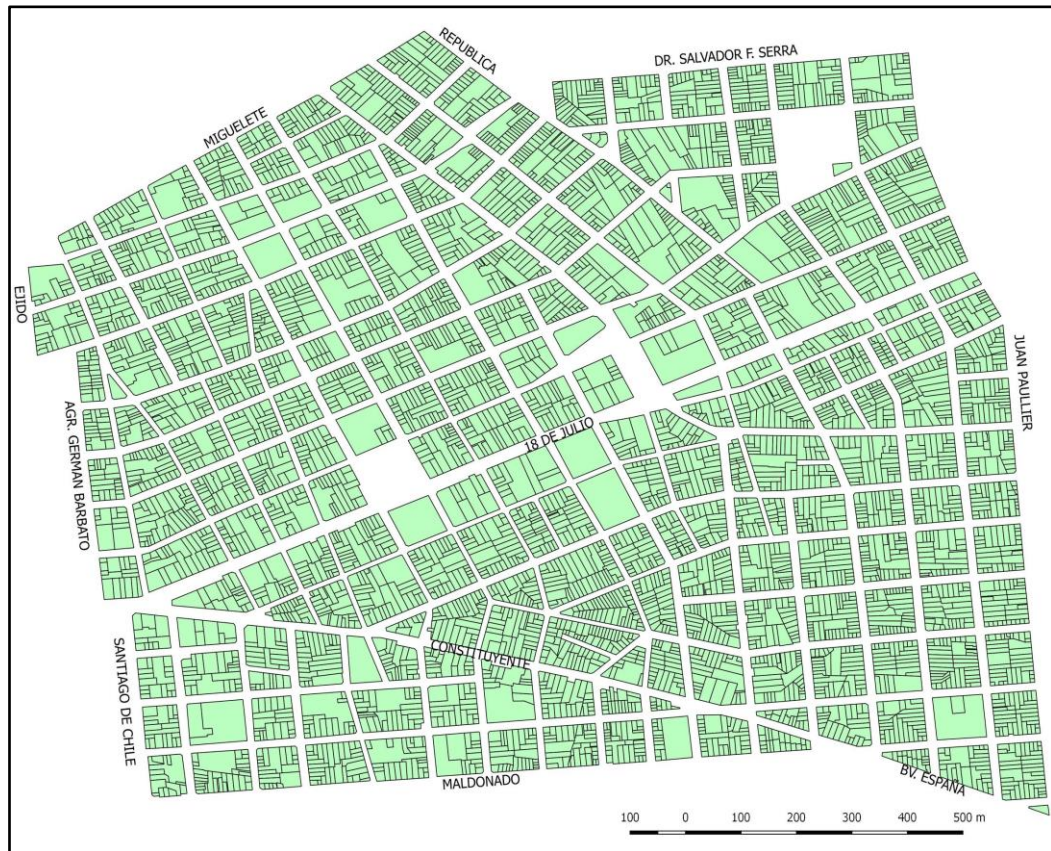 REPUBLICA
DR. SALVADOR F. SERRA
MIGUELETE
EJIDO
JUAN PAULLIER
AGR. GERMAN BARBATO
18 DE JULIO
SANTIAGO DE CHILE
CONSTITUYENTE
MALDONADO
BV. ESPAÑA
100 0 100 200 300 400 500 m